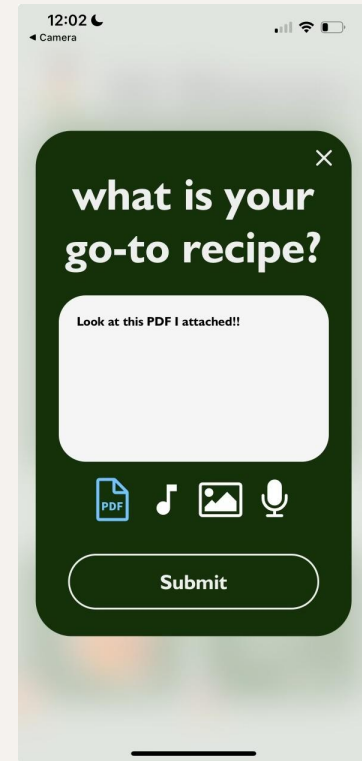 12:02
◄ Camera
what is your
go-to recipe?
Look at this PDF I attached!!
PDF
Submit